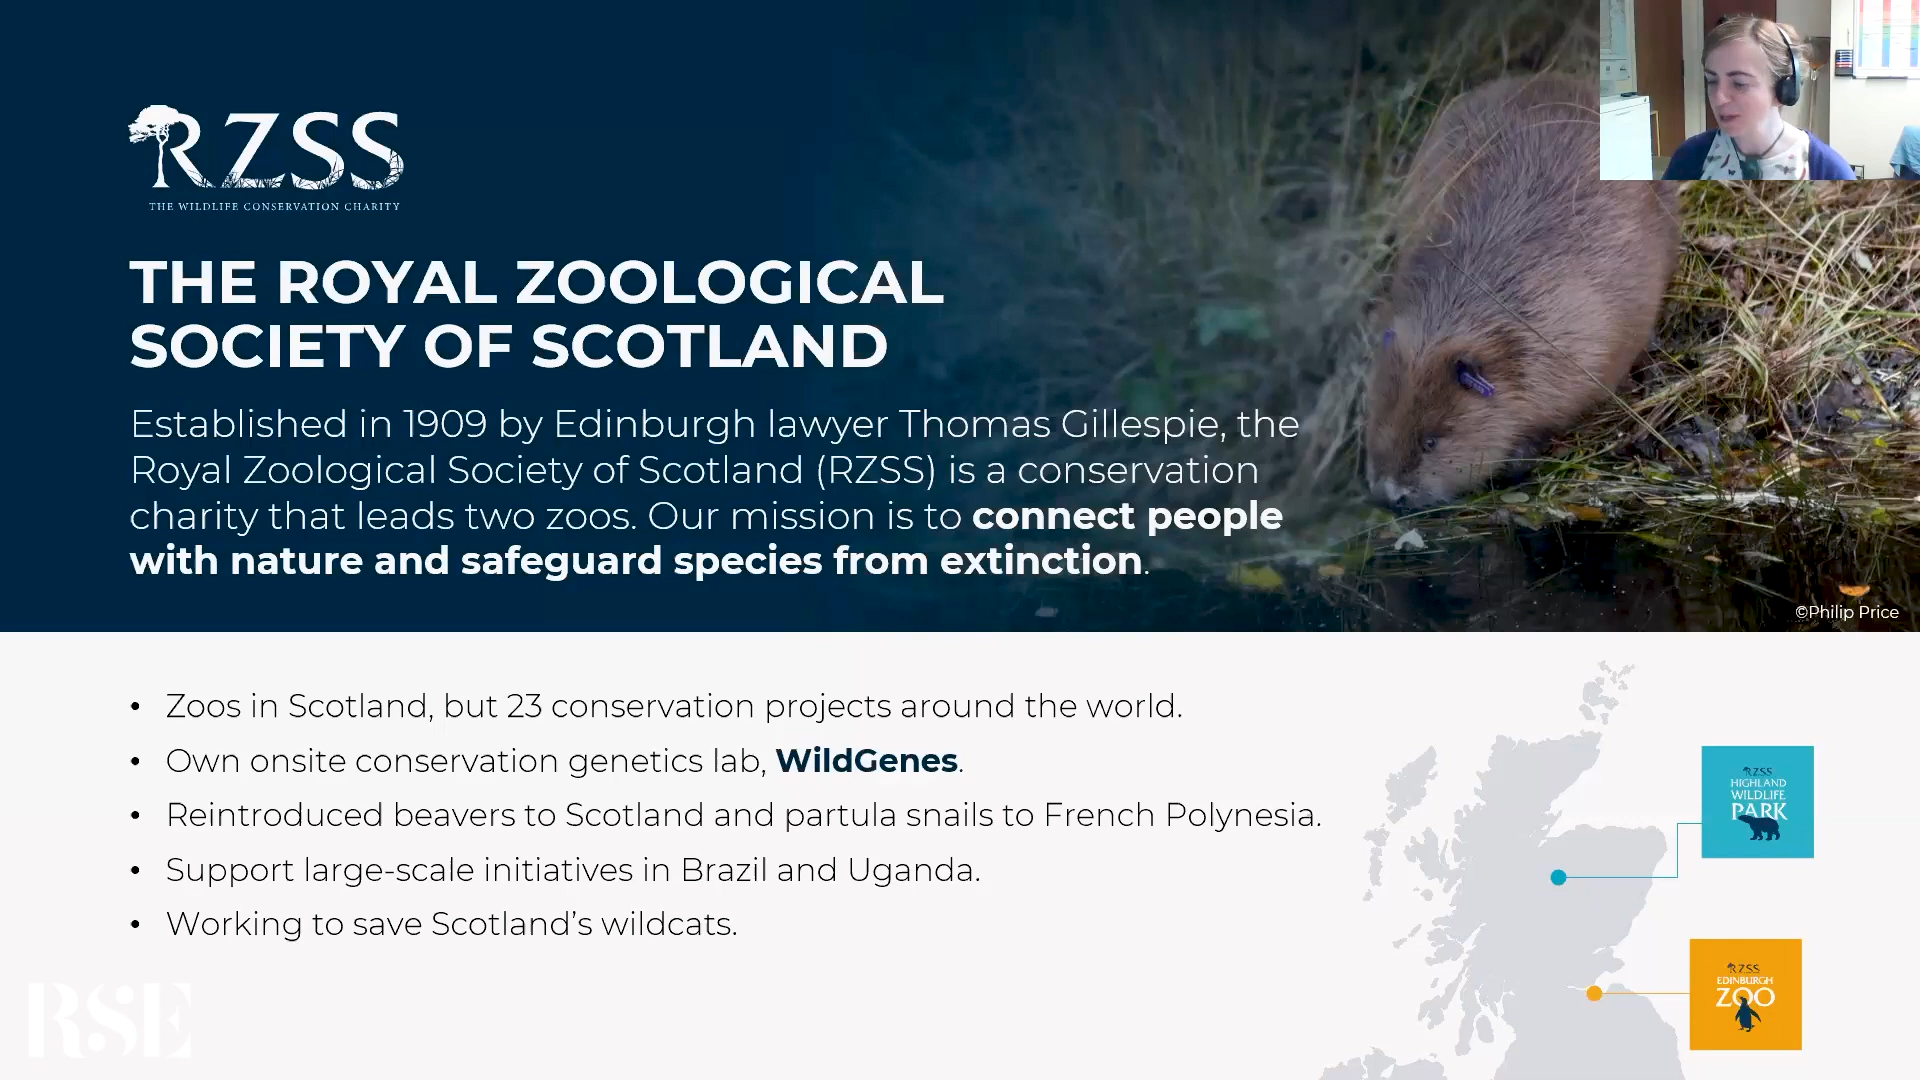 RZSS
THE WILDLIFE CONSERVATION CHARITY
THE ROYAL ZOOLOGICAL
SOCIETY OF SCOTLAND
Established in 1909 by Edinburgh lawyer Thomas Gillespie, the
Royal Zoological Society of Scotland (RZSS) is a conservation
charity that leads two zoos. Our mission is to connect people
with nature and safeguard species from extinction.
©Philip Price
• Zoos in Scotland, but 23 conservation projects around the world.
• Own onsite conservation genetics lab, WildGenes.
• Reintroduced beavers to Scotland and partula snails to French Polynesia.
• Support large-scale initiatives in Brazil and Uganda.
• Working to save Scotland’s wildcats.
RZSS
HIGHLAND
WILDLIFE
PARK
RZSS
EDINBURGH
ZOO
RSE